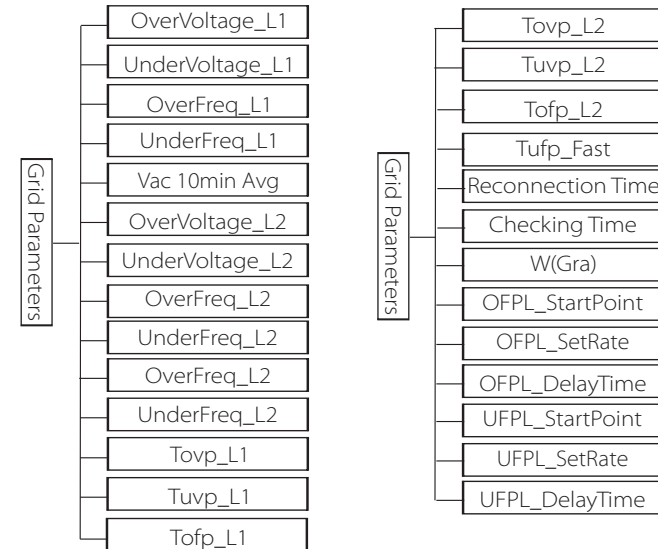 Grid Parameters
OverVoltage_L1
UnderVoltage_L1
OverFreq_L1
UnderFreq_L1
Vac 10min Avg
OverVoltage_L2
UnderVoltage_L2
OverFreq_L2
UnderFreq_L2
OverFreq_L2
UnderFreq_L2
Tovp_L1
Tuvp_L1
Tofp_L1
Grid Parameters
Tovp_L2
Tuvp_L2
Tofp_L2
Tufp_Fast
Reconnection Time
Checking Time
W(Gra)
OFPL_StartPoint
OFPL_SetRate
OFPL_DelayTime
UFPL_StartPoint
UFPL_SetRate
UFPL_DelayTime